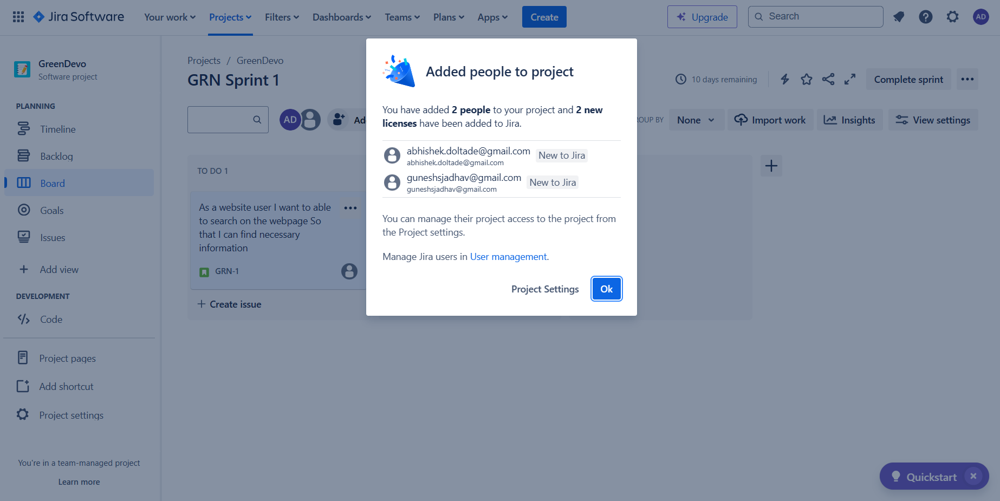 Jira Software
Your work
Projects
Filters
Dashboards
Teams
Plans
Apps
Create
Upgrade
Search
AD
GreenDevo
Software project
PLANNING
Timeline
Backlog
Board
Goals
Issues
Add view
DEVELOPMENT
Code
Project pages
Add shortcut
Project settings
You're in a team-managed project
Learn more
Projects / GreenDevo
GRN Sprint 1
10 days remaining
Complete sprint
AD
None
Import work
Insights
View settings
TO DO 1
As a website user I want to able
to search on the webpage So
that I can find necessary
information
GRN-1
Create issue
Added people to project
You have added 2 people to your project and 2 new
licenses have been added to Jira.
abhishek.doltade@gmail.com New to Jira
abhishek.doltade@gmail.com
guneshsjadhav@gmail.com New to Jira
guneshsjadhav@gmail.com
You can manage their project access to the project from
the Project settings.
Manage Jira users in User management.
Project Settings
Ok
Quickstart